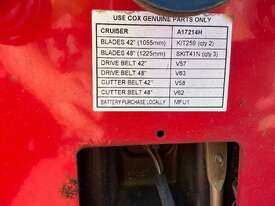 USE COX GENUINE PARTS ONLY
CRUISER A17214H
BLADES 42" (1055mm) KIT259 (qty 2)
BLADES 48" (1225mm) SKIT41N (qty 3)
DRIVE BELT 42" V57
DRIVE BELT 48" V63
CUTTER BELT 42" V58
CUTTER BELT 48" V62
BATTERY PURCHASE LOCALLY MFU1